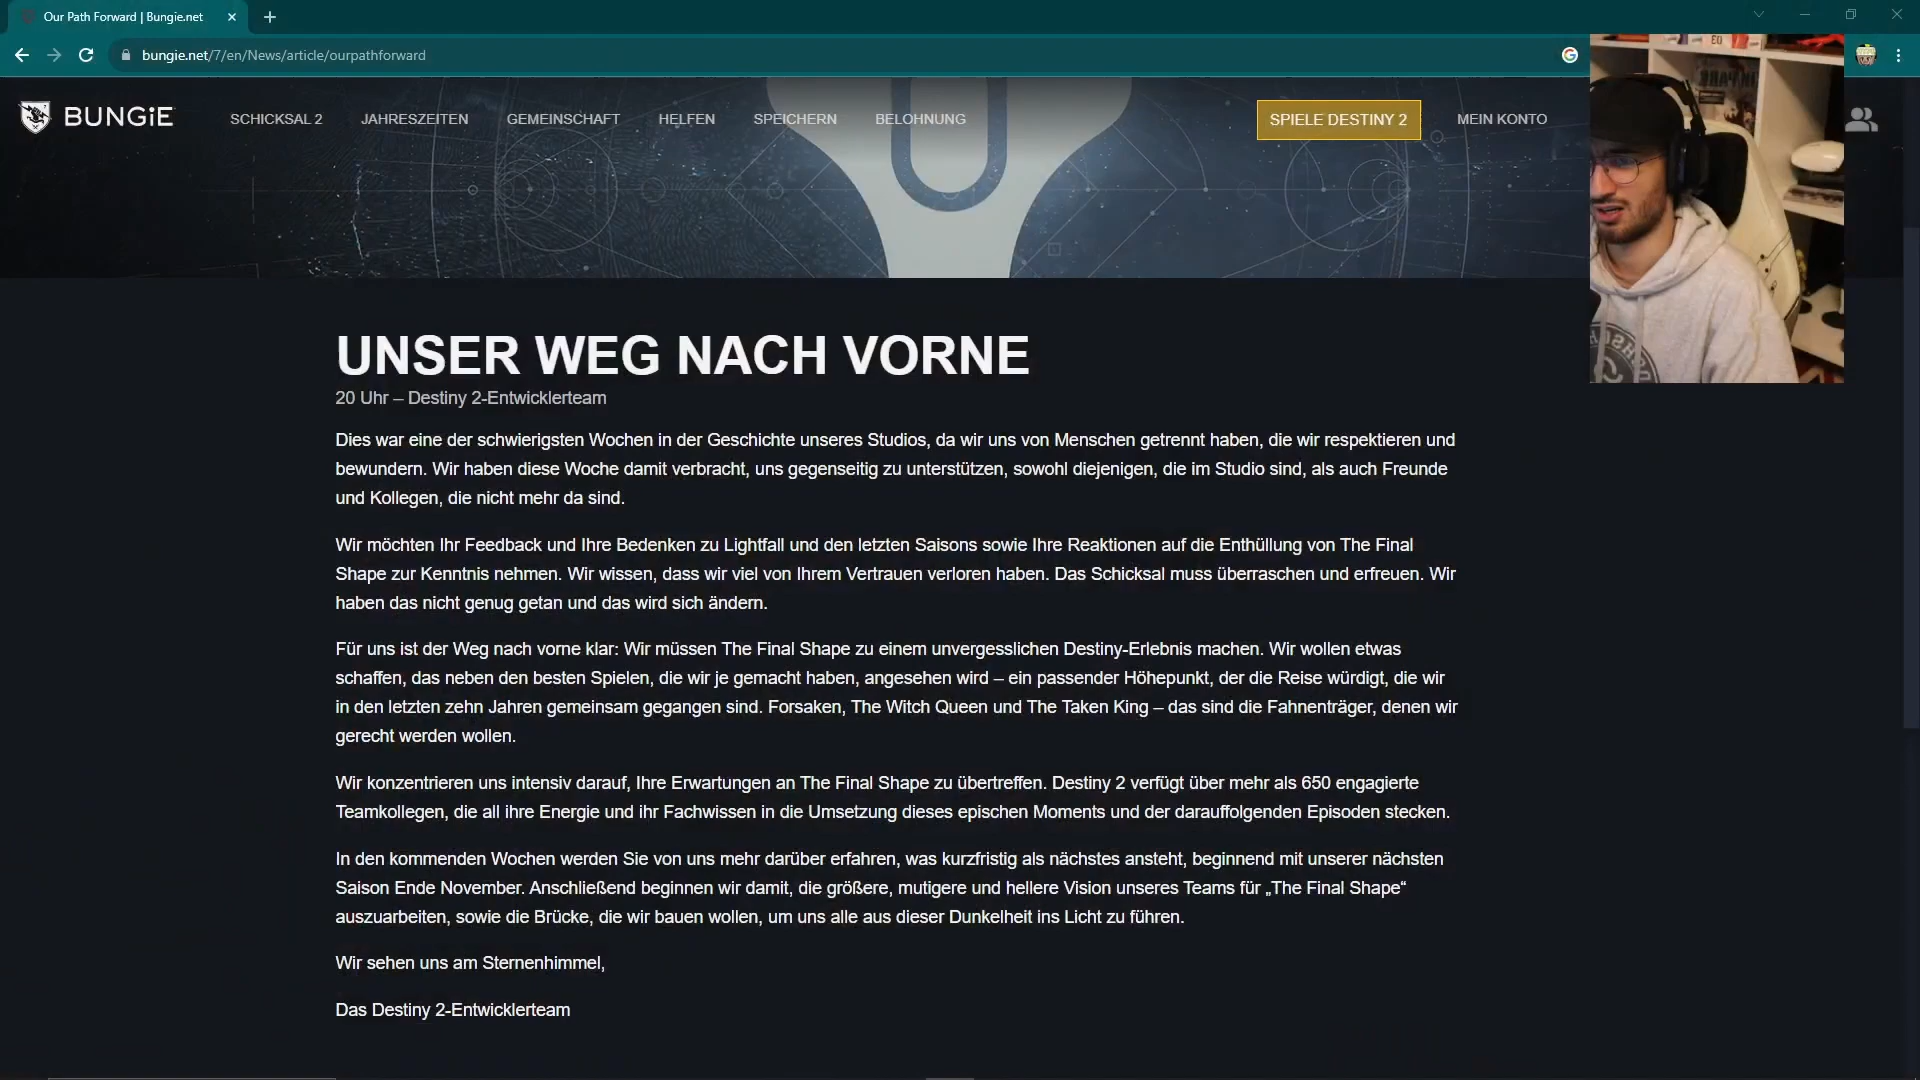 Our Path Forward | Bungie.net
bungie.net/7/en/News/article/ourpathforward
BUNGiE
SCHICKSAL 2
JAHRESZEITEN
GEMEINSCHAFT
HELFEN
SPEICHERN
BELOHNUNG
SPIELE DESTINY 2
MEIN KONTO
UNSER WEG NACH VORNE
20 Uhr – Destiny 2-Entwicklerteam
Dies war eine der schwierigsten Wochen in der Geschichte unseres Studios, da wir uns von Menschen getrennt haben, die wir respektieren und
bewundern. Wir haben diese Woche damit verbracht, uns gegenseitig zu unterstützen, sowohl diejenigen, die im Studio sind, als auch Freunde
und Kollegen, die nicht mehr da sind.
Wir möchten Ihr Feedback und Ihre Bedenken zu Lightfall und den letzten Saisons sowie Ihre Reaktionen auf die Enthüllung von The Final
Shape zur Kenntnis nehmen. Wir wissen, dass wir viel von Ihrem Vertrauen verloren haben. Das Schicksal muss überraschen und erfreuen. Wir
haben das nicht genug getan und das wird sich ändern.
Für uns ist der Weg nach vorne klar: Wir müssen The Final Shape zu einem unvergesslichen Destiny-Erlebnis machen. Wir wollen etwas
schaffen, das neben den besten Spielen, die wir je gemacht haben, angesehen wird – ein passender Höhepunkt, der die Reise würdigt, die wir
in den letzten zehn Jahren gemeinsam gegangen sind. Forsaken, The Witch Queen und The Taken King – das sind die Fahnenträger, denen wir
gerecht werden wollen.
Wir konzentrieren uns intensiv darauf, Ihre Erwartungen an The Final Shape zu übertreffen. Destiny 2 verfügt über mehr als 650 engagierte
Teamkollegen, die all ihre Energie und ihr Fachwissen in die Umsetzung dieses epischen Moments und der darauffolgenden Episoden stecken.
In den kommenden Wochen werden Sie von uns mehr darüber erfahren, was kurzfristig als nächstes ansteht, beginnend mit unserer nächsten
Saison Ende November. Anschließend beginnen wir damit, die größere, mutigere und hellere Vision unseres Teams für „The Final Shape“
auszuarbeiten, sowie die Brücke, die wir bauen wollen, um uns alle aus dieser Dunkelheit ins Licht zu führen.
Wir sehen uns am Sternenhimmel,
Das Destiny 2-Entwicklerteam